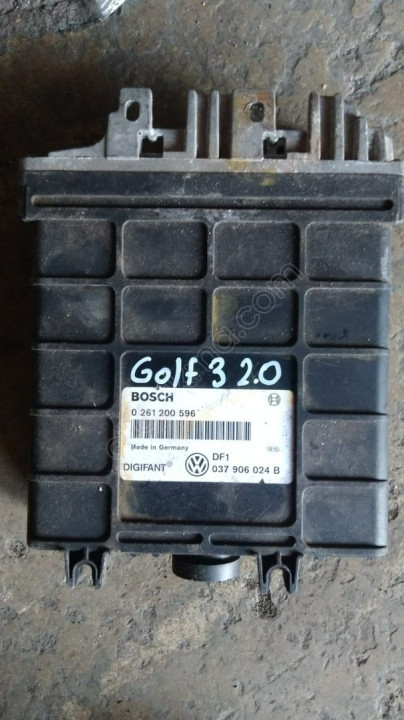 Golf 3 2.0
BOSCH
0 261 200 596
Made in Germany
DF1
DIGIFANT® 037 906 024 B